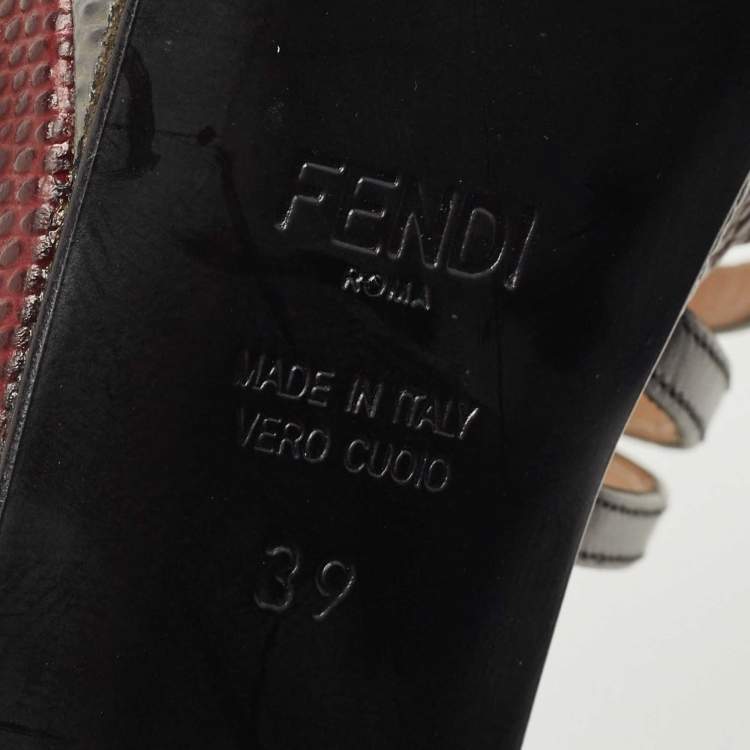 FENDI
ROMA
MADE IN ITALY
VERO CUOIO
39